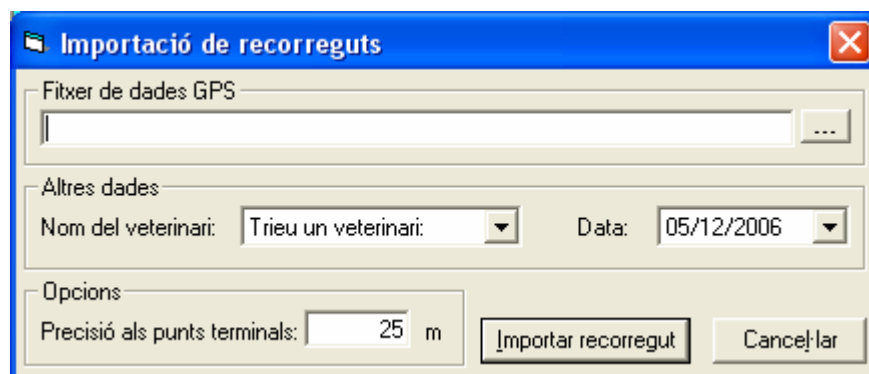 Importació de recorreguts
Fitxer de dades GPS
...
Altres dades
Nom del veterinari: Trieu un veterinari: Data: 05/12/2006
Opcions
Precisió als punts terminals: 25 m
Importar recorregut Cancel·lar